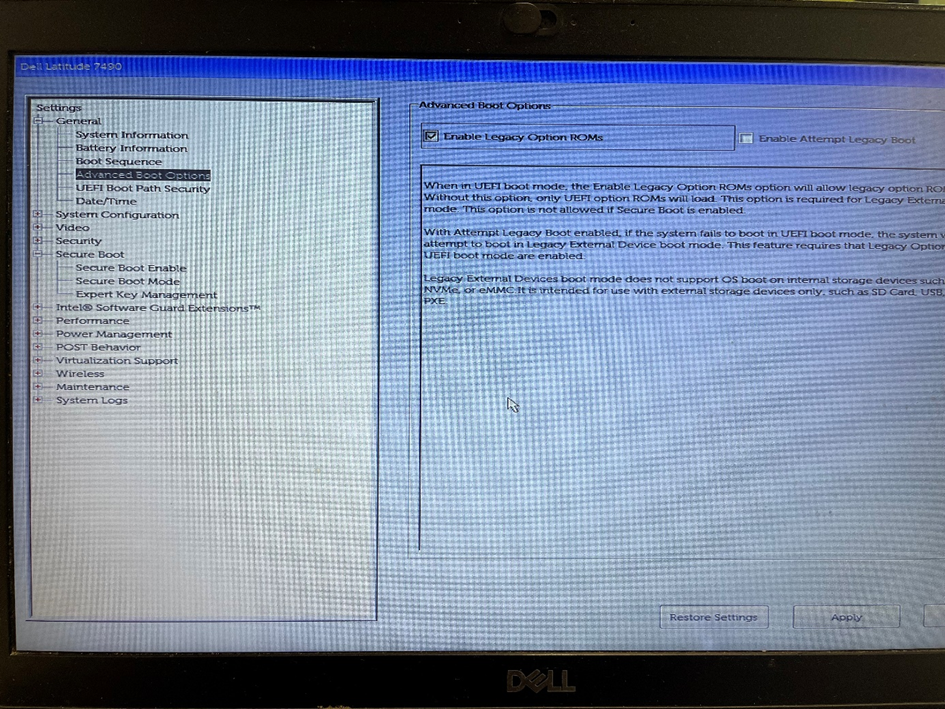 Dell Latitude 7490
Settings
General
System Information
Battery Information
Boot Sequence
Advanced Boot Options
UEFI Boot Path Security
Date/Time
System Configuration
Video
Security
Secure Boot
Secure Boot Enable
Secure Boot Mode
Expert Key Management
Intel® Software Guard Extensions™
Performance
Power Management
POST Behavior
Virtualization Support
Wireless
Maintenance
System Logs
Advanced Boot Options
Enable Legacy Option ROMs
Enable Attempt Legacy Boot
When in UEFI boot mode, the Enable Legacy Option ROMs option will allow legacy option
Without this option, only UEFI option ROMs will load. This option is required for Legacy
mode. This option is not allowed if Secure Boot is enabled.
With Attempt Legacy Boot enabled, if the system fails to boot in UEFI boot mode, the system
attempt to boot in Legacy External Device boot mode. This feature requires that Legacy
UEFI boot mode are enabled.
Legacy External Devices boot mode does not support OS boot on internal storage devices such
NVMe, or eMMC. It is intended for use with external storage devices only, such as SD Card, USB
PXE.
Restore Settings
Apply
DELL